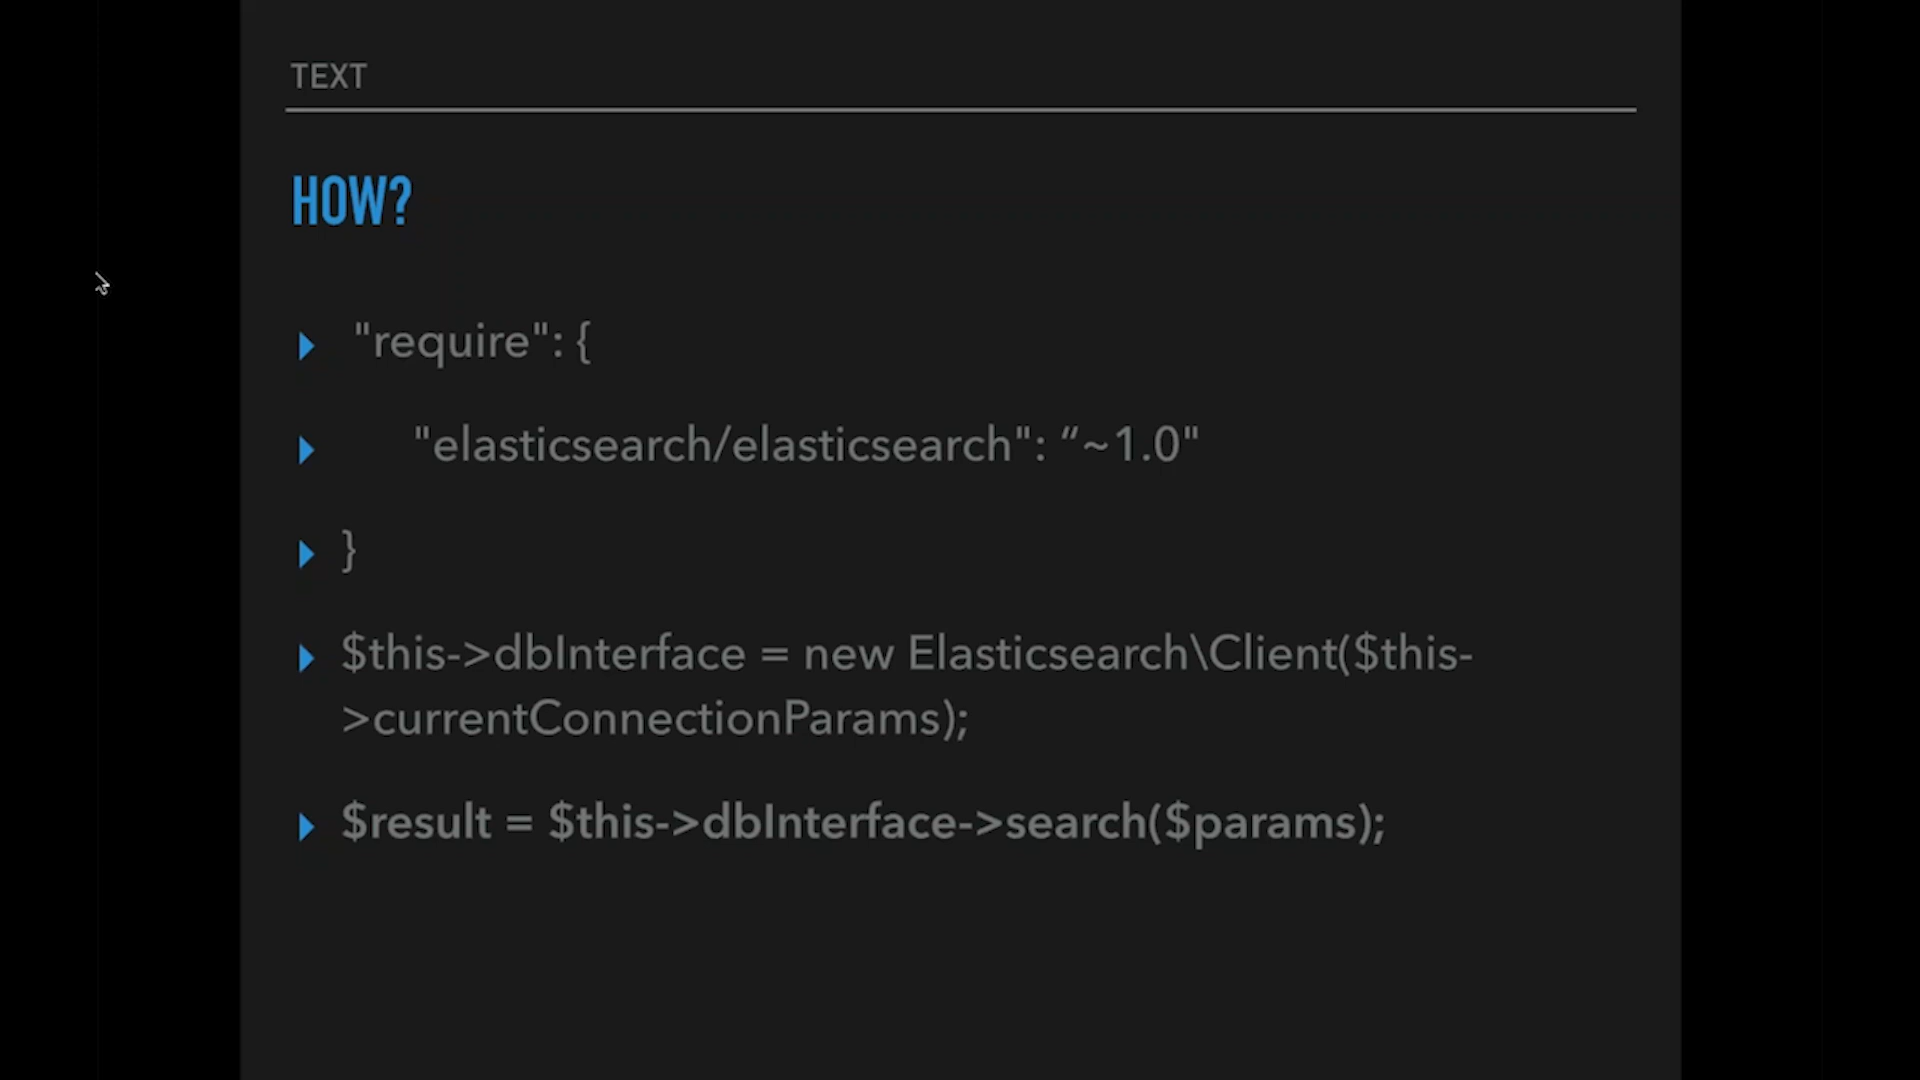 TEXT
HOW?
"require": {
"elasticsearch/elasticsearch": “~1.0"
}
$this->dbInterface = new Elasticsearch\Client($this-
>currentConnectionParams);
$result = $this->dbInterface->search($params);